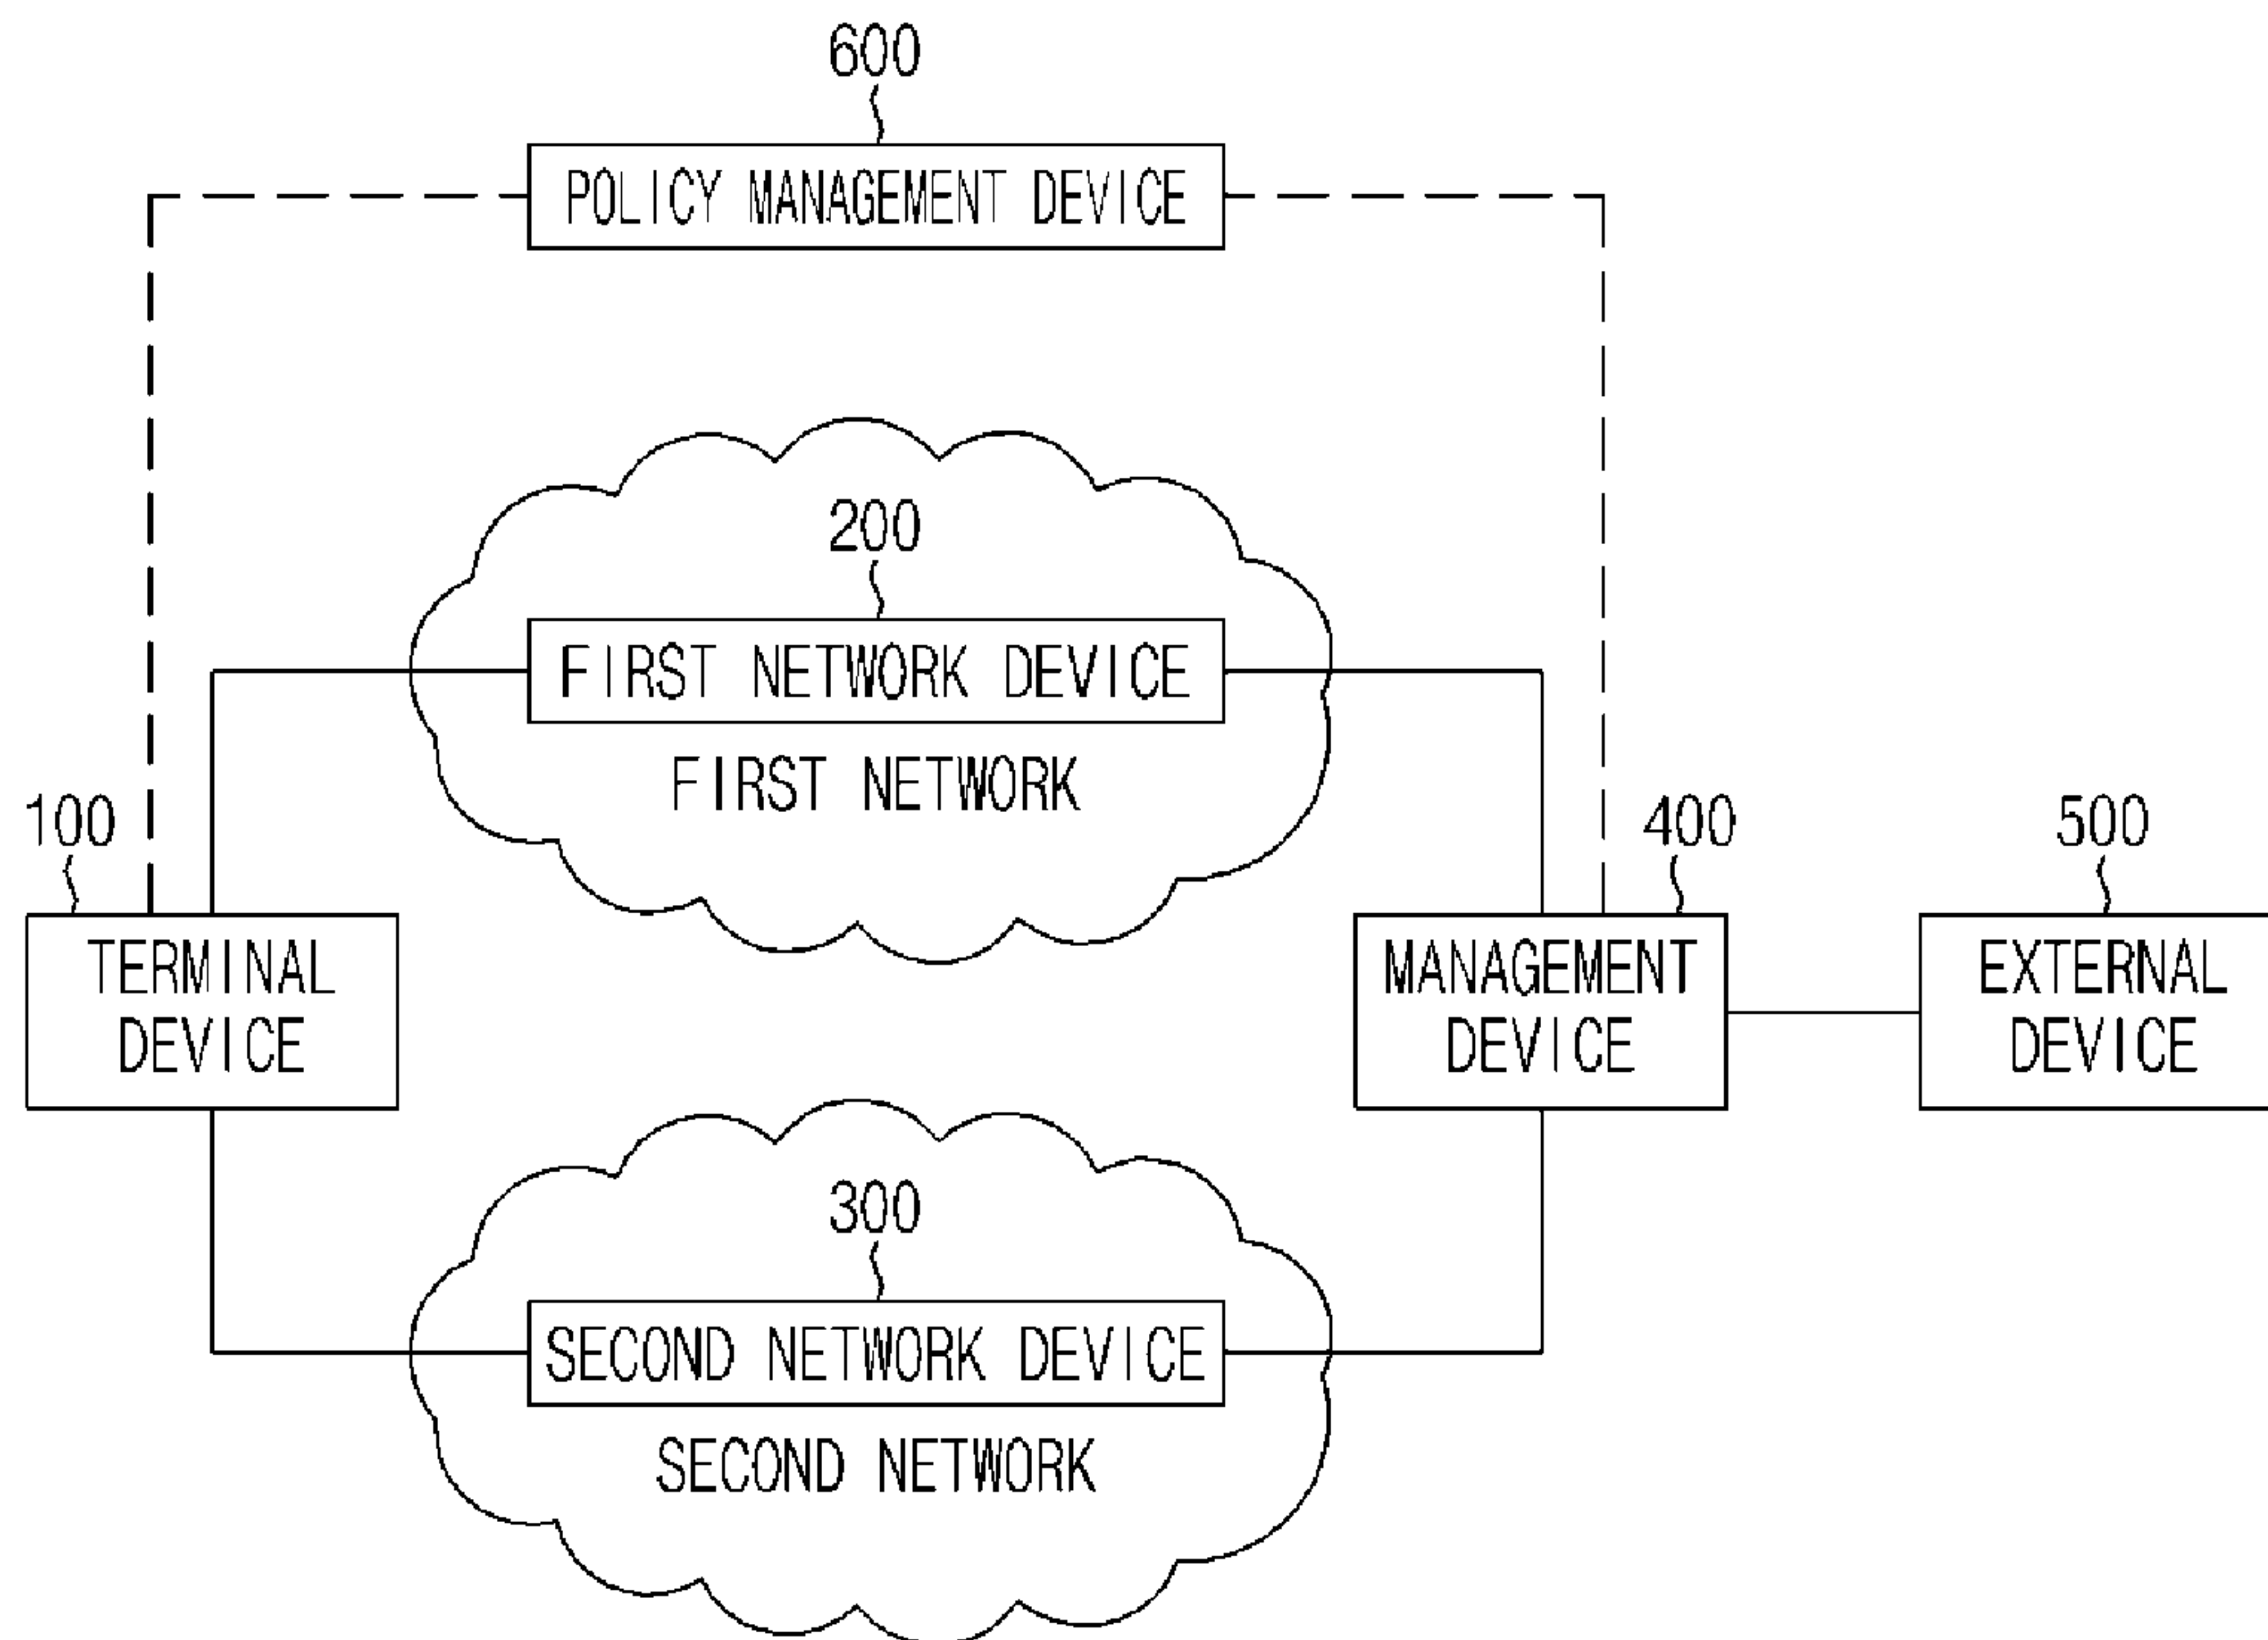 600
POLICY MANAGEMENT DEVICE
200
FIRST NETWORK DEVICE
FIRST NETWORK
100
TERMINAL
DEVICE
400
MANAGEMENT
DEVICE
500
EXTERNAL
DEVICE
300
SECOND NETWORK DEVICE
SECOND NETWORK